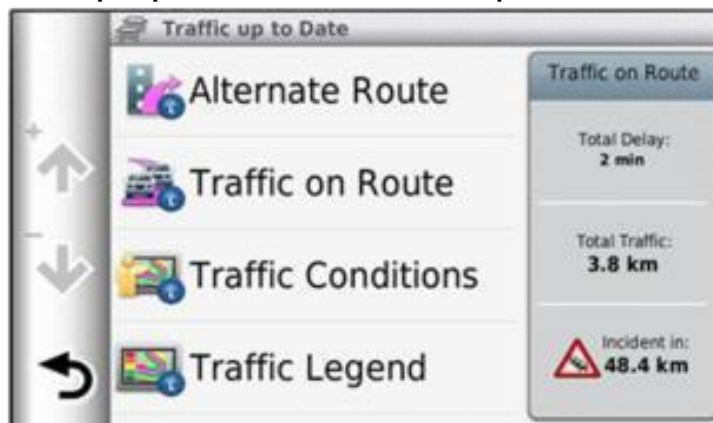 Traffic up to Date
Alternate Route
Traffic on Route
Traffic Conditions
Traffic Legend
Traffic on Route
Total Delay:
2 min
Total Traffic:
3.8 km
Incident in:
48.4 km